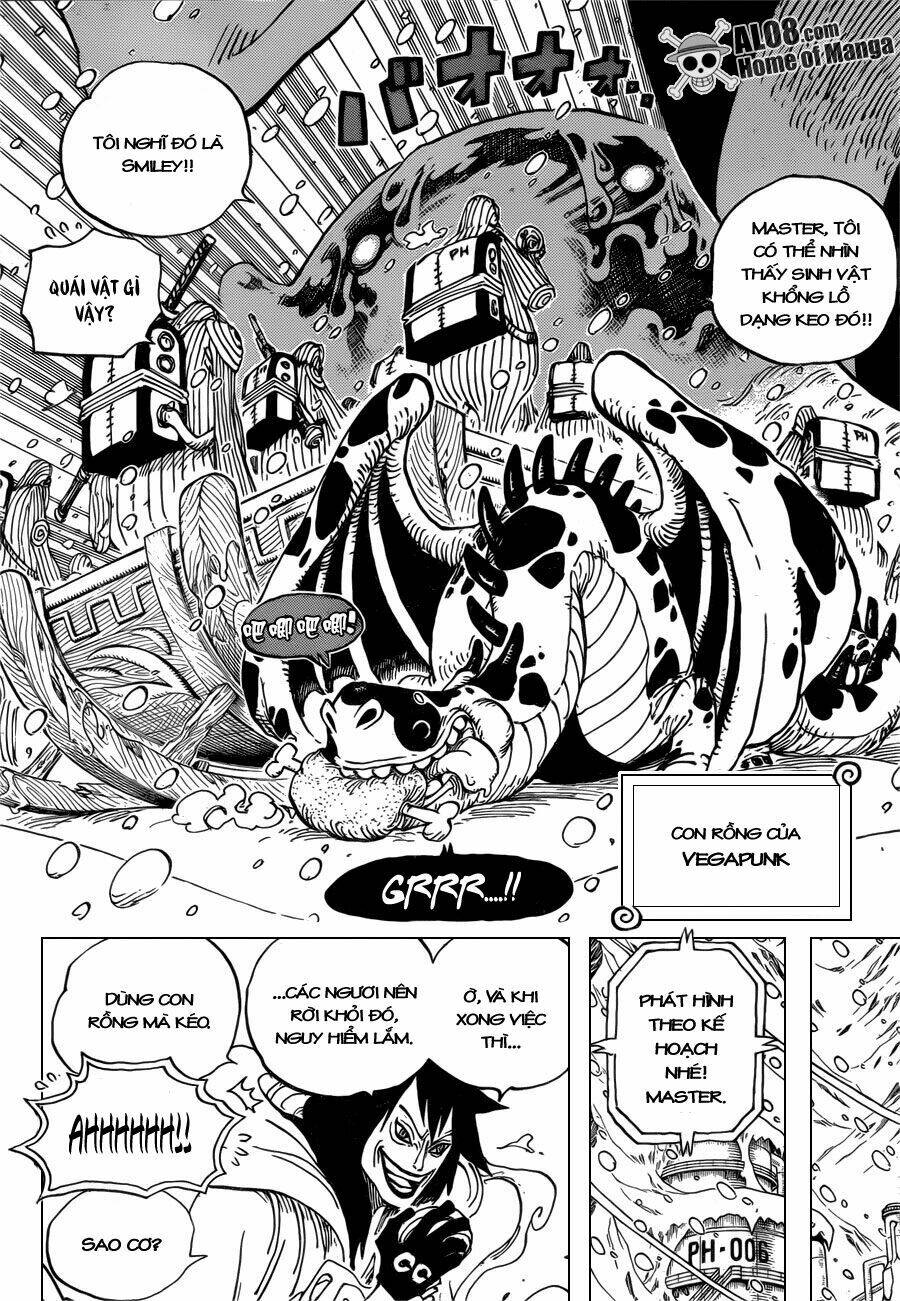 AL08.com
Home of Manga
バオオオ..
TÔI NGHĨ ĐÓ LÀ
SMILEY!!
MASTER, TÔI
CÓ THỂ NHÌN
THẤY SINH VẬT
KHỔNG LỒ
DẠNG KEO ĐÓ!!
QUÁI VẬT GÌ
VẬY?
PH
PH
CON RỒNG CỦA
VEGAPUNK
GRRR....!!
DÙNG CON
RỒNG MÀ KÉO.
...CÁC NGƯƠI NÊN
RỜI KHỎI ĐÓ,
NGUY HIỂM LẮM.
Ờ, VÀ KHI
XONG VIỆC
THÌ...
PHÁT HÌNH
THEO KẾ
HOẠCH
NHÉ!
MASTER.
AHHHHHH!!
SAO CƠ?
CC
PH-006